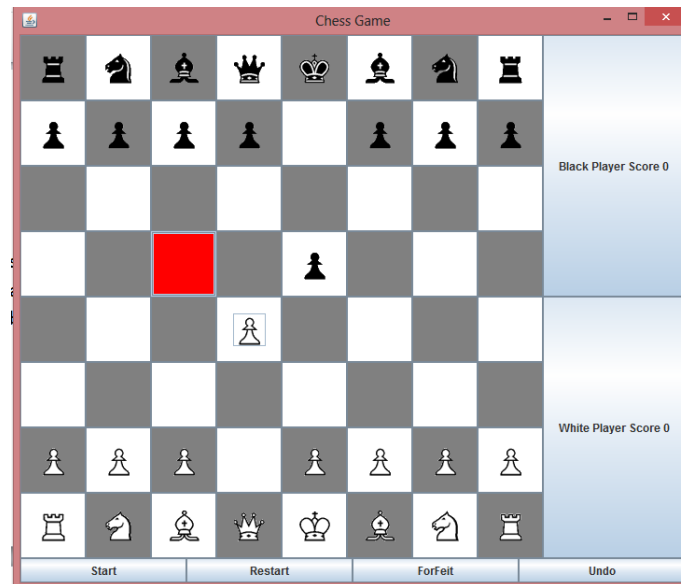 Chess Game
Black Player Score 0
White Player Score 0
Start
Restart
ForFeit
Undo